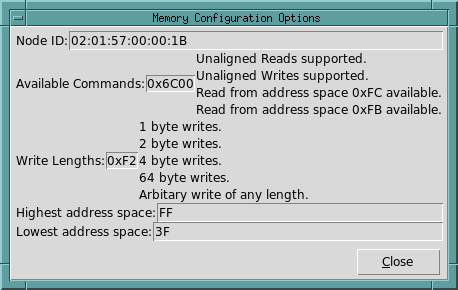 Memory Configuration Options
Node ID: 02:01:57:00:00:1B
Available Commands: 0x6C00
Unaligned Reads supported.
Unaligned Writes supported.
Read from address space 0xFC available.
Read from address space 0xFB available.
Write Lengths: 0xF2
1 byte writes.
2 byte writes.
4 byte writes.
64 byte writes.
Arbitary write of any length.
Highest address space: FF
Lowest address space: 3F
Close